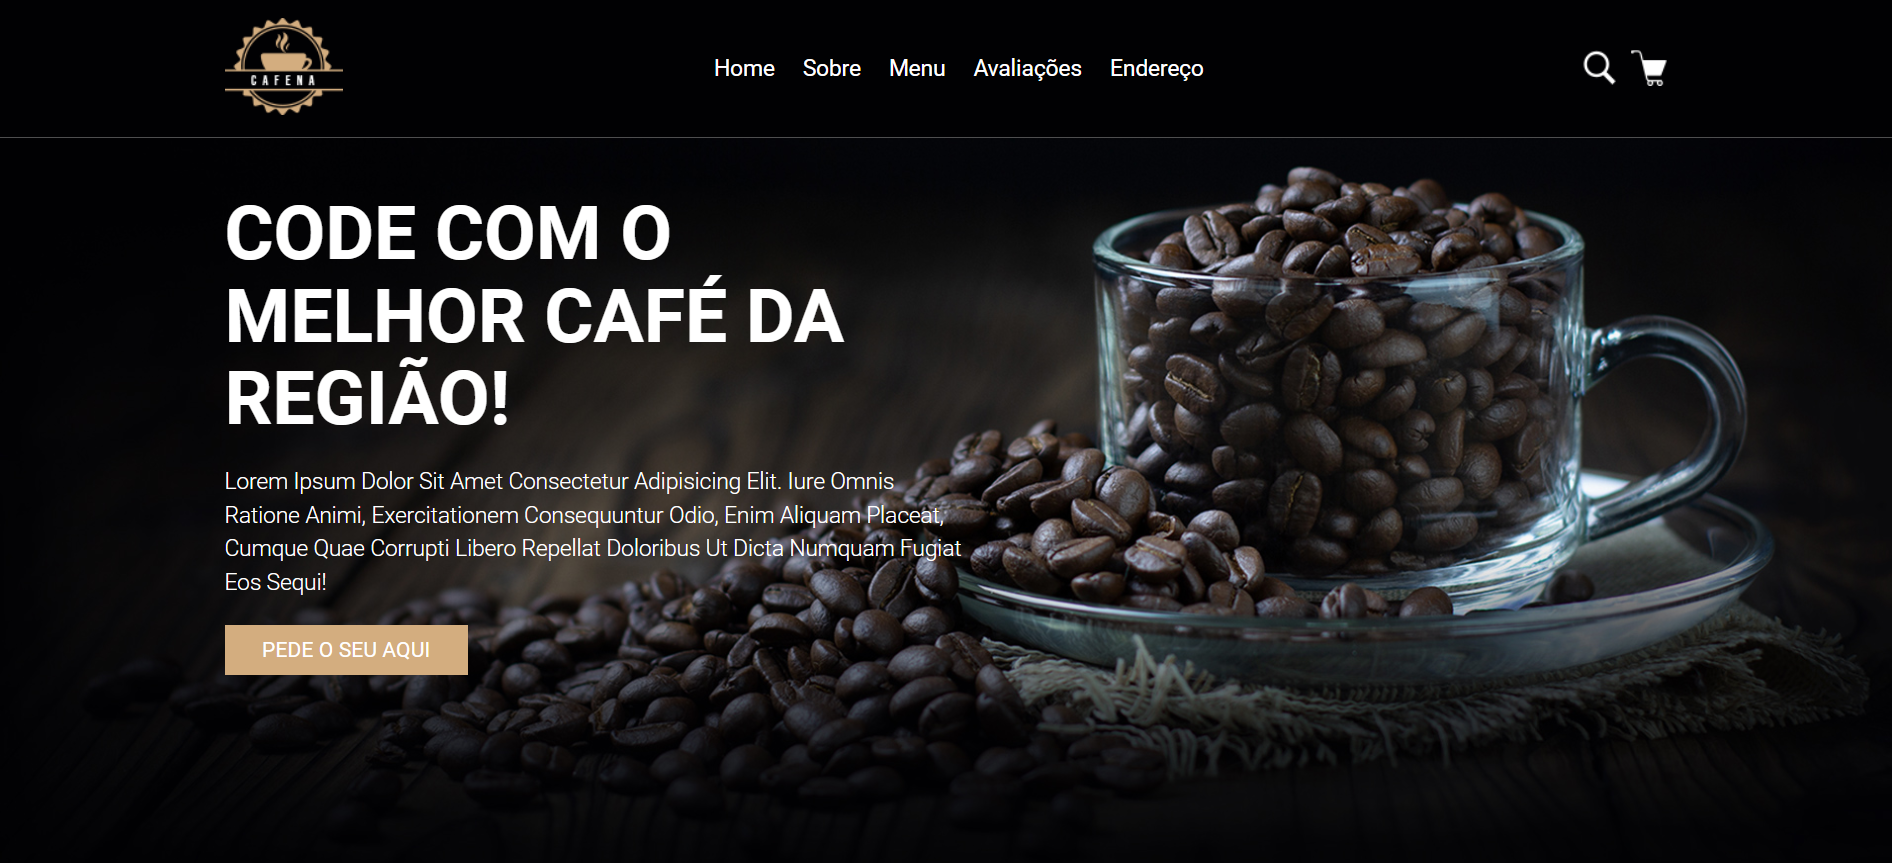 CAFENA
Home Sobre Menu Avaliações Endereço
CODE COM O
MELHOR CAFÉ DA
REGIÃO!
Lorem Ipsum Dolor Sit Amet Consectetur Adipisicing Elit. Iure Omnis
Ratione Animi, Exercitationem Consequuntur Odio, Enim Aliquam Placeat,
Cumque Quae Corrupti Libero Repellat Doloribus Ut Dicta Numquam Fugiat
Eos Sequi!
PEDE O SEU AQUI